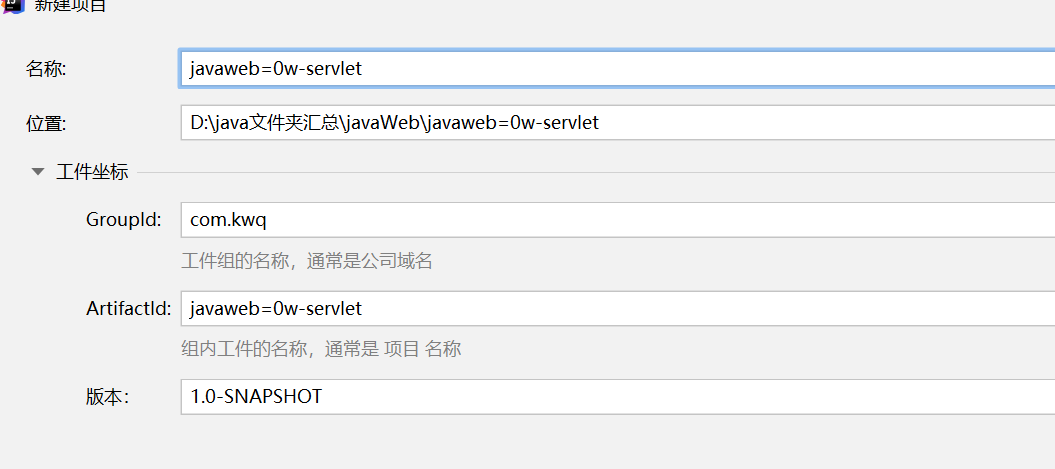 新建项目
名称: javaweb=0w-servlet
位置: D:\java文件夹汇总\javaWeb\javaweb=0w-servlet
工件坐标
GroupId: com.kwq
工件组的名称，通常是公司域名
ArtifactId: javaweb=0w-servlet
组内工件的名称，通常是 项目 名称
版本： 1.0-SNAPSHOT